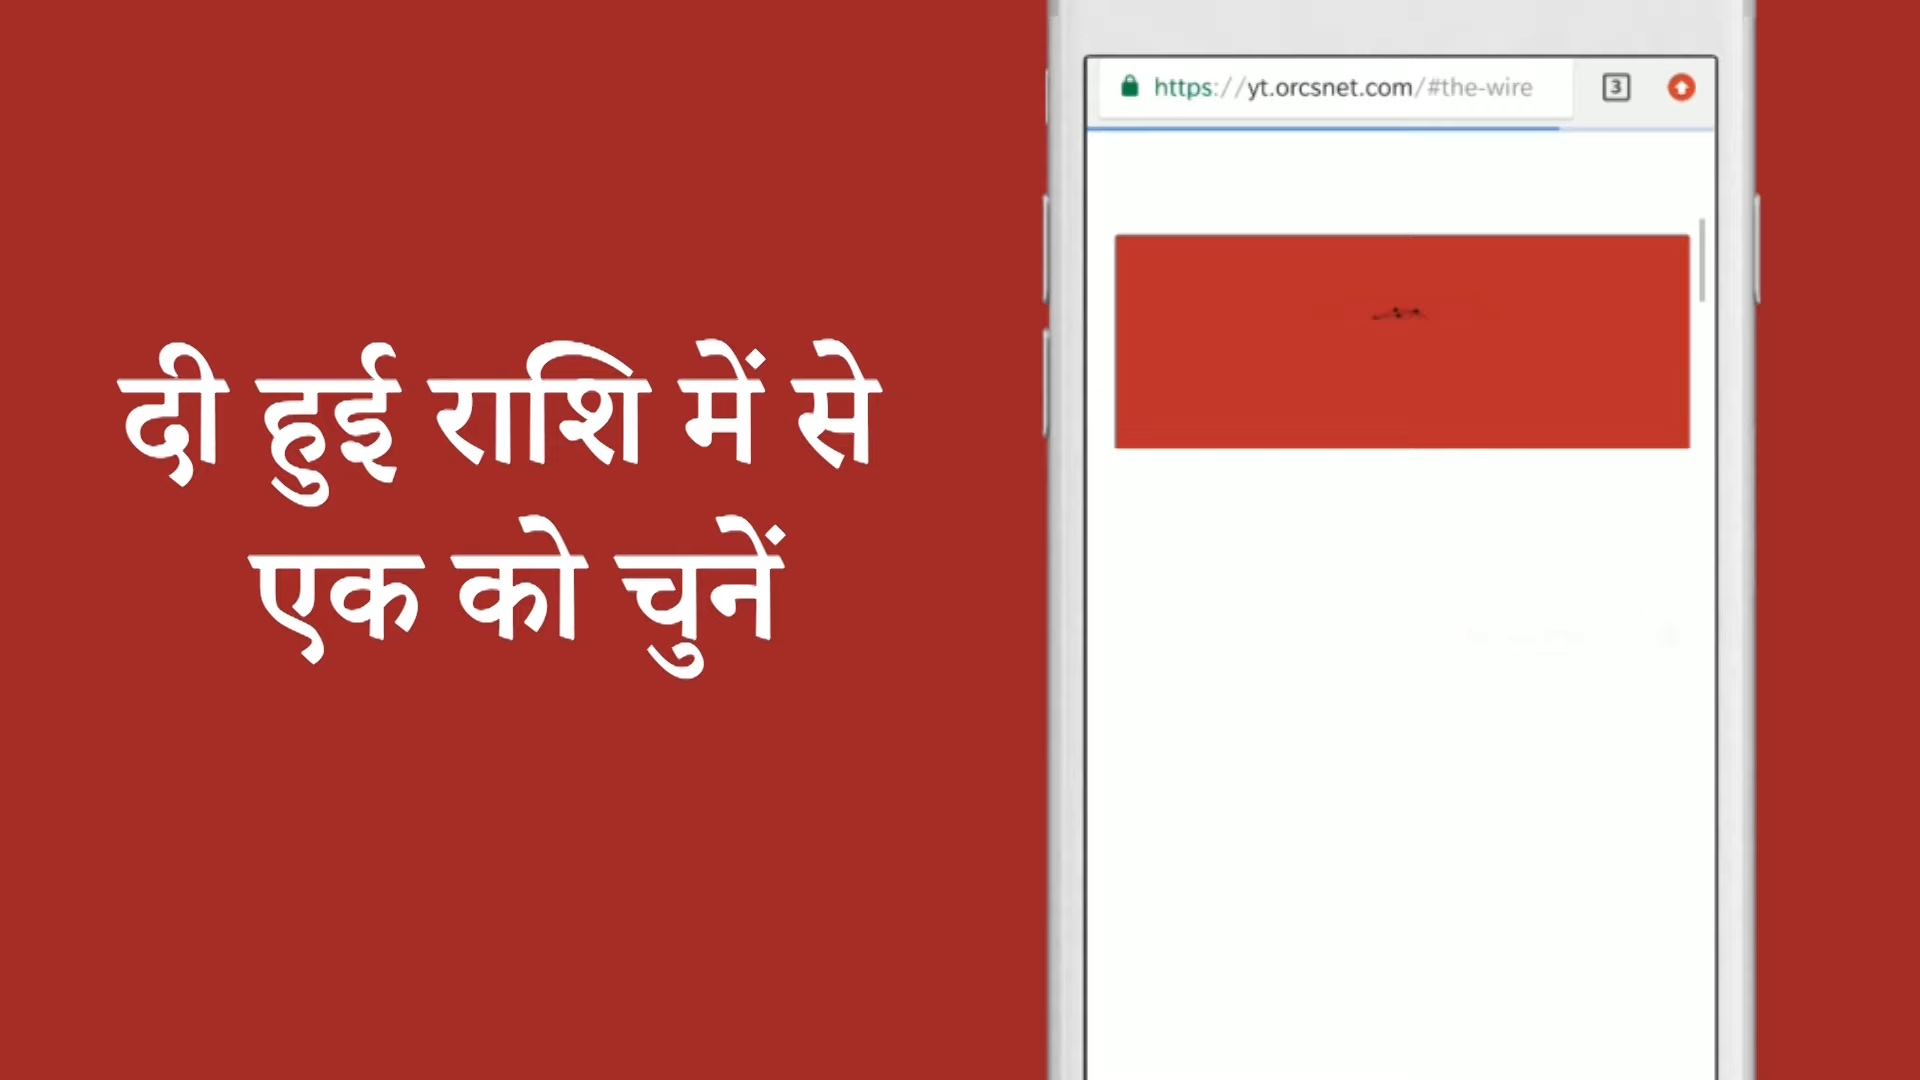 दी हुई राशि में से
एक को चुनें
https://yt.orcsnet.com/#the-wire
3